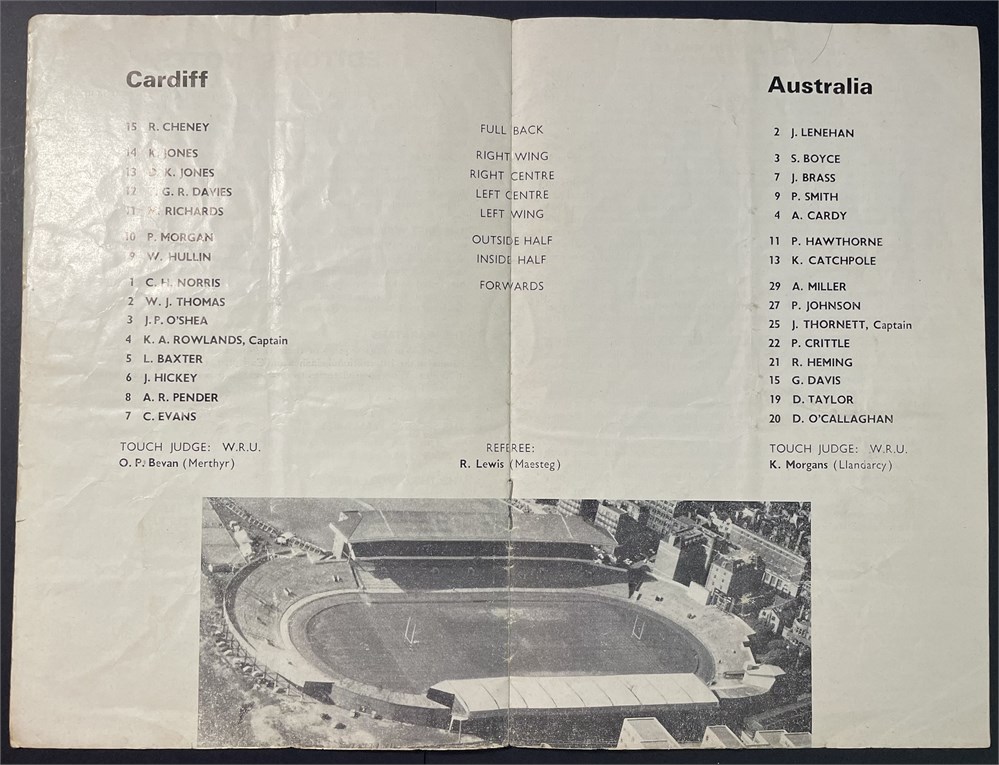 Cardiff
15 R. CHENEY
14 K. JONES
13 D. K. JONES
12 G. R. DAVIES
11 RICHARDS
10 P. MORGAN
9 W. HULLIN
1 C. H. NORRIS
2 W. J. THOMAS
3 J. P. O'SHEA
4 K. A. ROWLANDS, Captain
5 L. BAXTER
6 J. HICKEY
8 A. R. PENDER
7 C. EVANS
TOUCH JUDGE: W.R.U.
O. P. Bevan (Merthyr)
FULL BACK
RIGHT WING
RIGHT CENTRE
LEFT CENTRE
LEFT WING
OUTSIDE HALF
INSIDE HALF
FORWARDS
REFEREE:
R. Lewis (Maesteg)
Australia
2 J. LENEHAN
3 S. BOYCE
7 J. BRASS
9 P. SMITH
4 A. CARDY
11 P. HAWTHORNE
13 K. CATCHPOLE
29 A. MILLER
27 P. JOHNSON
25 J. THORNETT, Captain
22 P. CRITTLE
21 R. HEMING
15 G. DAVIS
19 D. TAYLOR
20 D. O'CALLAGHAN
TOUCH JUDGE: W.R.U.
K. Morgans (Llandarcy)